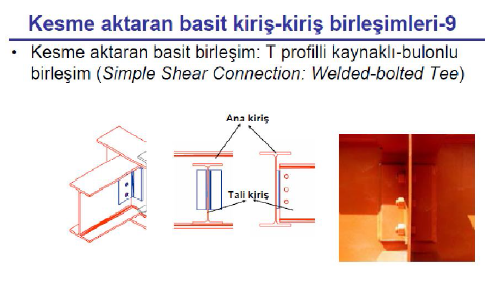 Kesme aktaran basit kiriş-kiriş birleşimleri-9
• Kesme aktaran basit birleşim: T profilli kaynaklı-bulonlu
birleşim (Simple Shear Connection: Welded-bolted Tee)
Ana kiriş
Tali kiriş